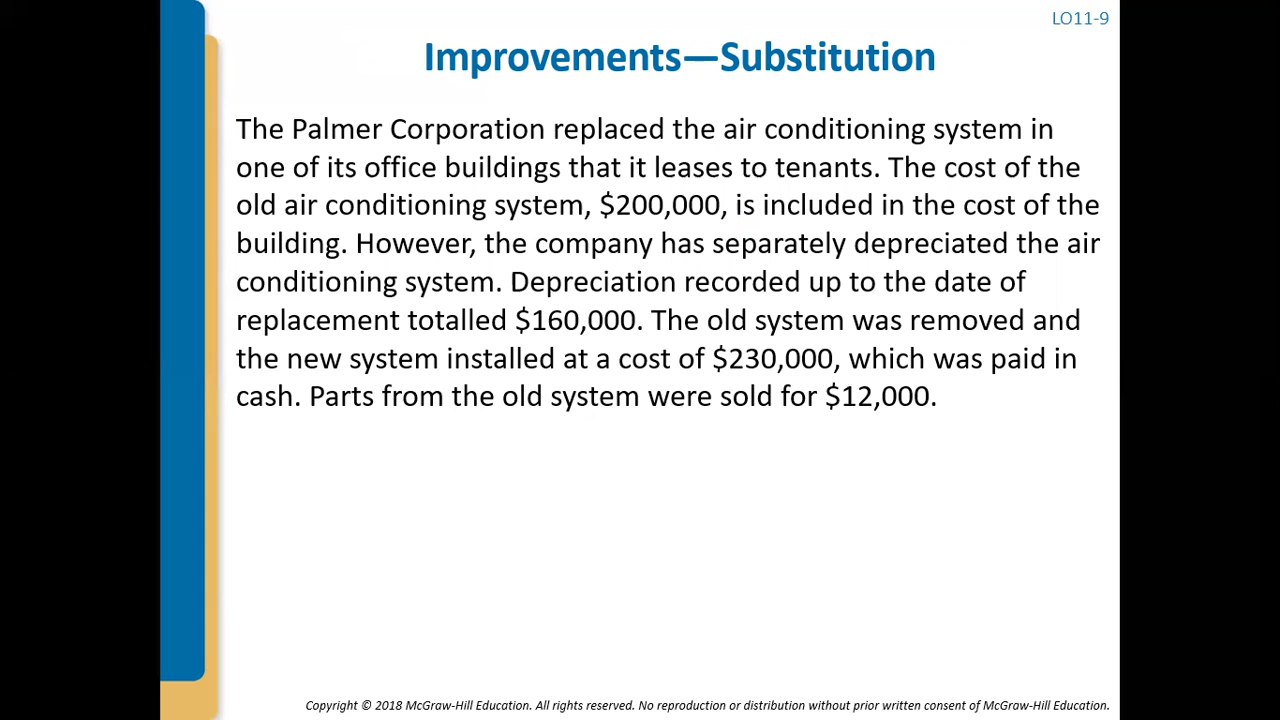 LO11-9
Improvements—Substitution
The Palmer Corporation replaced the air conditioning system in
one of its office buildings that it leases to tenants. The cost of the
old air conditioning system, $200,000, is included in the cost of the
building. However, the company has separately depreciated the air
conditioning system. Depreciation recorded up to the date of
replacement totalled $160,000. The old system was removed and
the new system installed at a cost of $230,000, which was paid in
cash. Parts from the old system were sold for $12,000.
Copyright © 2018 McGraw-Hill Education. All rights reserved. No reproduction or distribution without prior written consent of McGraw-Hill Education.